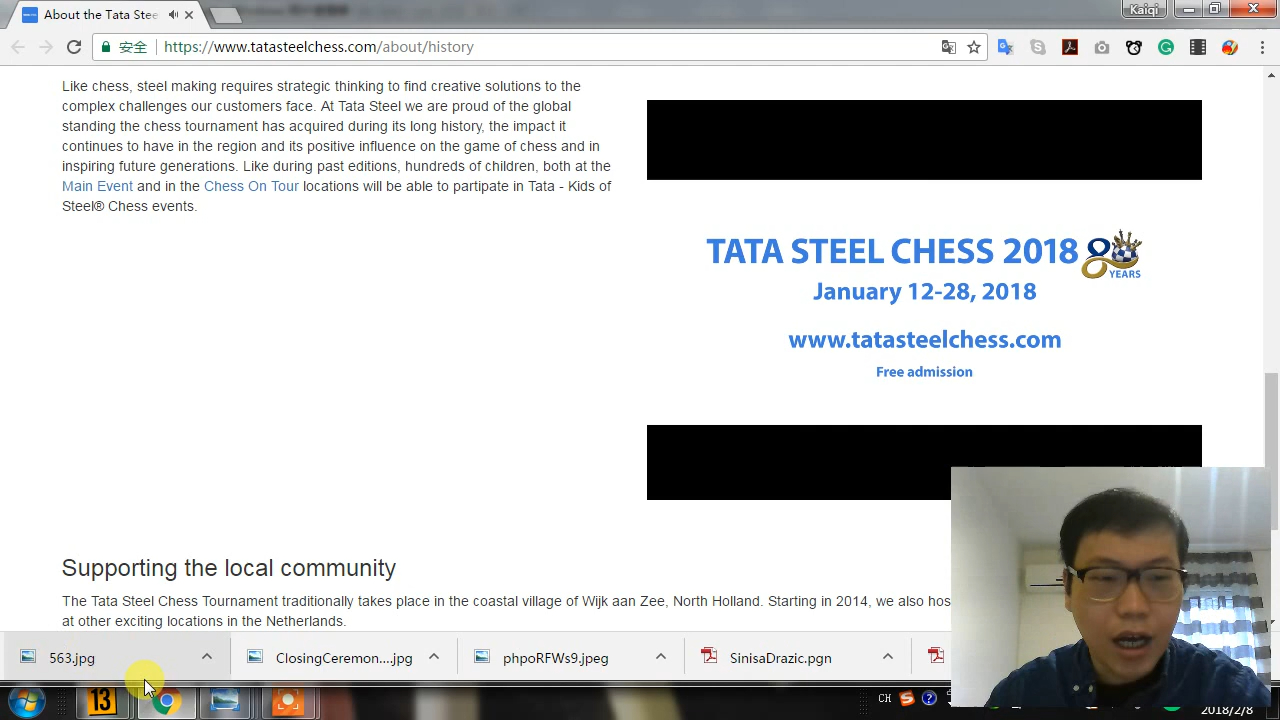 About the Tata Stee
Kaiqi
安全
https://www.tatasteelchess.com/about/history
Like chess, steel making requires strategic thinking to find creative solutions to the
complex challenges our customers face. At Tata Steel we are proud of the global
standing the chess tournament has acquired during its long history, the impact it
continues to have in the region and its positive influence on the game of chess and in
inspiring future generations. Like during past editions, hundreds of children, both at the
Main Event and in the Chess On Tour locations will be able to partipate in Tata - Kids of
Steel® Chess events.
TATA STEEL CHESS 2018
80 YEARS
January 12-28, 2018
www.tatasteelchess.com
Free admission
Supporting the local community
The Tata Steel Chess Tournament traditionally takes place in the coastal village of Wijk aan Zee, North Holland. Starting in 2014, we also hos
at other exciting locations in the Netherlands.
563.jpg
ClosingCeremon....jpg
phpoRFWs9.jpeg
SinisaDrazic.pgn
13
CH
2018/2/8